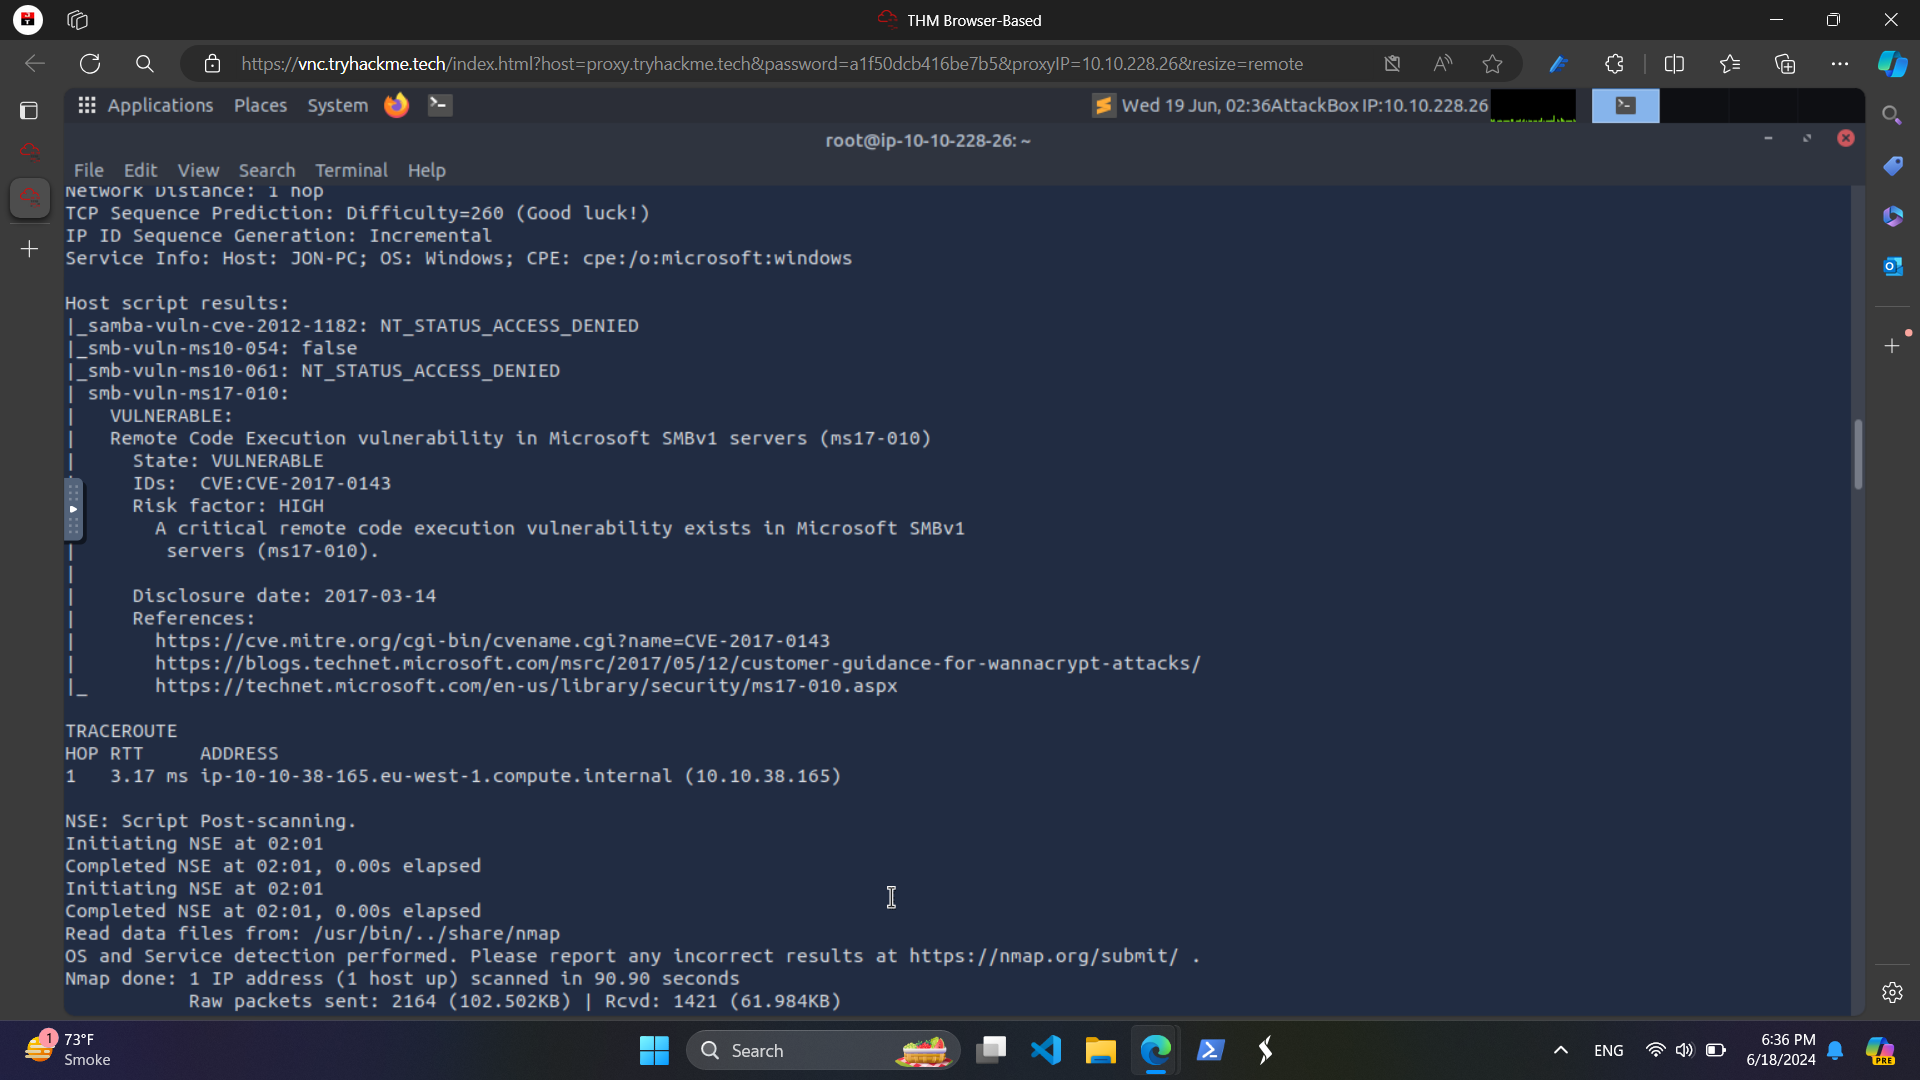 THM Browser-Based
https://vnc.tryhackme.tech/index.html?host=proxy.tryhackme.tech&password=a1f50dcb416be7b5&proxyIP=10.10.228.26&resize=remote
Applications Places System Wed 19 Jun, 02:36AttackBox IP:10.10.228.26
root@ip-10-10-228-26: ~
File Edit View Search Terminal Help
Network Distance: 1 hop
TCP Sequence Prediction: Difficulty=260 (Good luck!)
IP ID Sequence Generation: Incremental
Service Info: Host: JON-PC; OS: Windows; CPE: cpe:/o:microsoft:windows
Host script results:
|_samba-vuln-cve-2012-1182: NT_STATUS_ACCESS_DENIED
|_smb-vuln-ms10-054: false
|_smb-vuln-ms10-061: NT_STATUS_ACCESS_DENIED
| smb-vuln-ms17-010:
|   VULNERABLE:
|   Remote Code Execution vulnerability in Microsoft SMBv1 servers (ms17-010)
|     State: VULNERABLE
      IDs:  CVE:CVE-2017-0143
      Risk factor: HIGH
        A critical remote code execution vulnerability exists in Microsoft SMBv1
|        servers (ms17-010).
|
|     Disclosure date: 2017-03-14
|     References:
|       https://cve.mitre.org/cgi-bin/cvename.cgi?name=CVE-2017-0143
|       https://blogs.technet.microsoft.com/msrc/2017/05/12/customer-guidance-for-wannacrypt-attacks/
|_      https://technet.microsoft.com/en-us/library/security/ms17-010.aspx
TRACEROUTE
HOP RTT     ADDRESS
1   3.17 ms ip-10-10-38-165.eu-west-1.compute.internal (10.10.38.165)
NSE: Script Post-scanning.
Initiating NSE at 02:01
Completed NSE at 02:01, 0.00s elapsed
Initiating NSE at 02:01
Completed NSE at 02:01, 0.00s elapsed
Read data files from: /usr/bin/../share/nmap
OS and Service detection performed. Please report any incorrect results at https://nmap.org/submit/ .
Nmap done: 1 IP address (1 host up) scanned in 90.90 seconds
           Raw packets sent: 2164 (102.502KB) | Rcvd: 1421 (61.984KB)
1
73°F
Smoke
Search
ENG
6:36 PM
6/18/2024
PRE